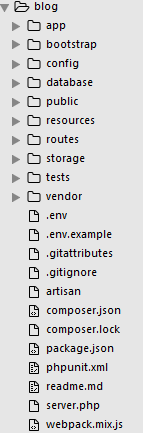 blog
app
bootstrap
config
database
public
resources
routes
storage
tests
vendor
.env
.env.example
.gitattributes
.gitignore
artisan
composer.json
composer.lock
package.json
phpunit.xml
readme.md
server.php
webpack.mix.js